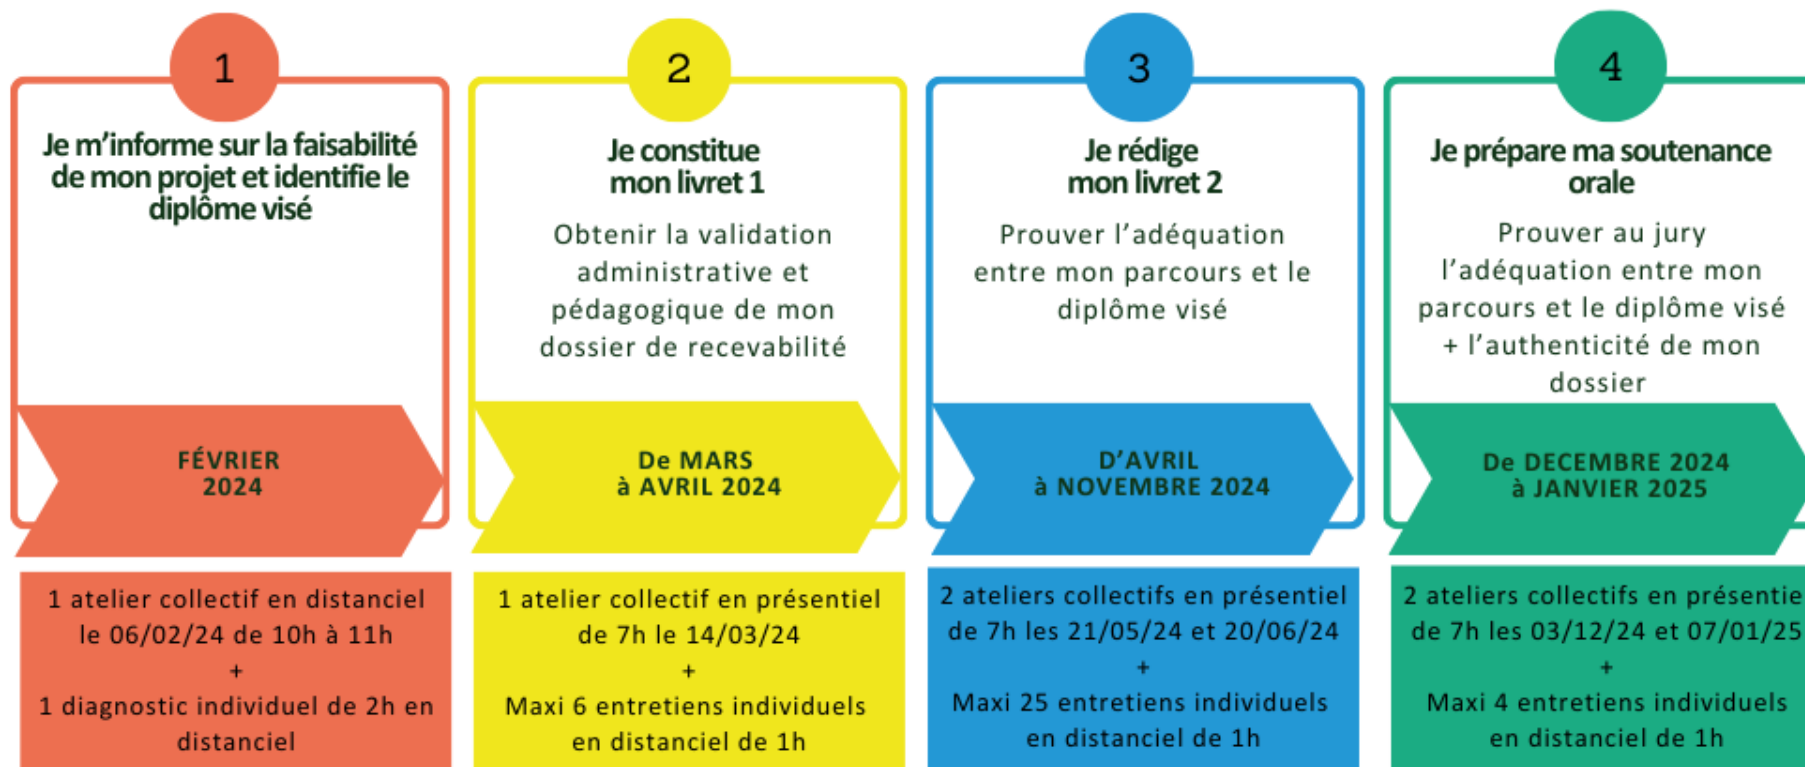 1
Je m’informe sur la faisabilité
de mon projet et identifie le
diplôme visé
FÉVRIER
2024
1 atelier collectif en distanciel
le 06/02/24 de 10h à 11h
+
1 diagnostic individuel de 2h en
distanciel
2
Je constitue
mon livret 1
Obtenir la validation
administrative et
pédagogique de mon
dossier de recevabilité
De MARS
à AVRIL 2024
1 atelier collectif en présentiel
de 7h le 14/03/24
+
Maxi 6 entretiens individuels
en distanciel de 1h
3
Je rédige
mon livret 2
Prouver l’adéquation
entre mon parcours et le
diplôme visé
D’AVRIL
à NOVEMBRE 2024
2 ateliers collectifs en présentiel
de 7h les 21/05/24 et 20/06/24
+
Maxi 25 entretiens individuels
en distanciel de 1h
4
Je prépare ma soutenance
orale
Prouver au jury
l’adéquation entre mon
parcours et le diplôme visé
+ l’authenticité de mon
dossier
De DECEMBRE 2024
à JANVIER 2025
2 ateliers collectifs en présentie
de 7h les 03/12/24 et 07/01/25
+
Maxi 4 entretiens individuels
en distanciel de 1h